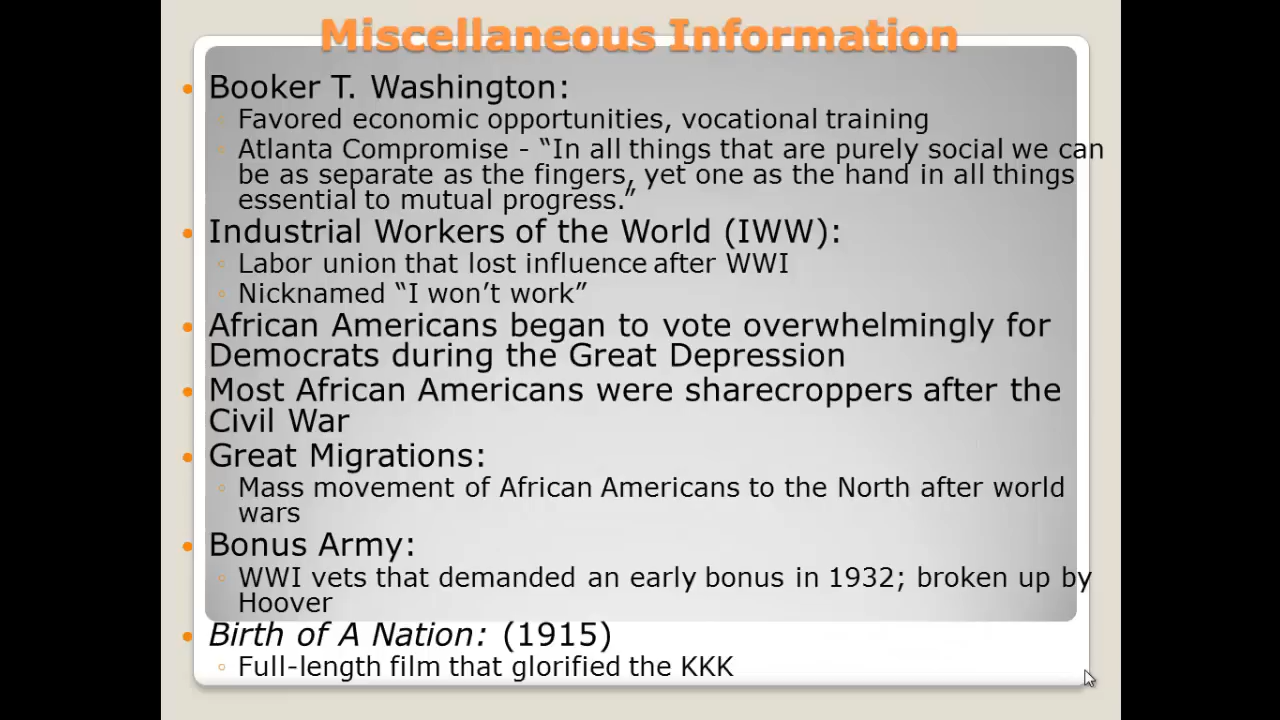 Miscellaneous Information
• Booker T. Washington:
◦ Favored economic opportunities, vocational training
◦ Atlanta Compromise - “In all things that are purely social we can
be as separate as the fingers, yet one as the hand in all things
essential to mutual progress.”
• Industrial Workers of the World (IWW):
◦ Labor union that lost influence after WWI
◦ Nicknamed “I won’t work”
• African Americans began to vote overwhelmingly for
Democrats during the Great Depression
• Most African Americans were sharecroppers after the
Civil War
• Great Migrations:
◦ Mass movement of African Americans to the North after world
wars
• Bonus Army:
◦ WWI vets that demanded an early bonus in 1932; broken up by
Hoover
• Birth of A Nation: (1915)
◦ Full-length film that glorified the KKK